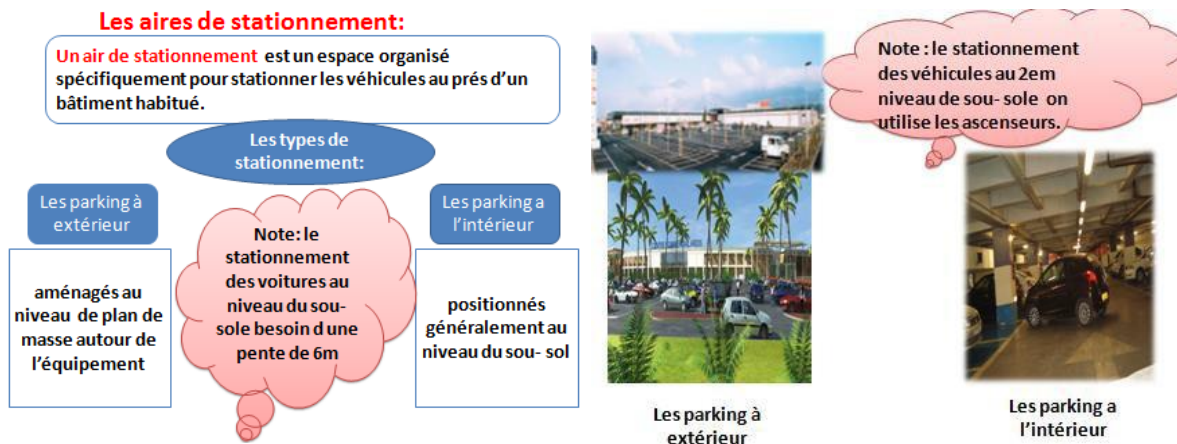 Les aires de stationnement:
Un air de stationnement est un espace organisé
spécifiquement pour stationner les véhicules au prés d'un
bâtiment habitué.
Les types de
stationnement:
Les parking à
extérieur
aménagés au
niveau de plan de
masse autour de
l'équipement
Note: le
stationnement
des voitures au
niveau du sou-
sole besoin d une
pente de 6m
Les parking a
l'intérieur
positionnés
généralement au
niveau du sou- sol
Les parking à
extérieur
Note : le stationnement
des véhicules au 2em
niveau de sou- sole on
utilise les ascenseurs.
Les parking a
l'intérieur